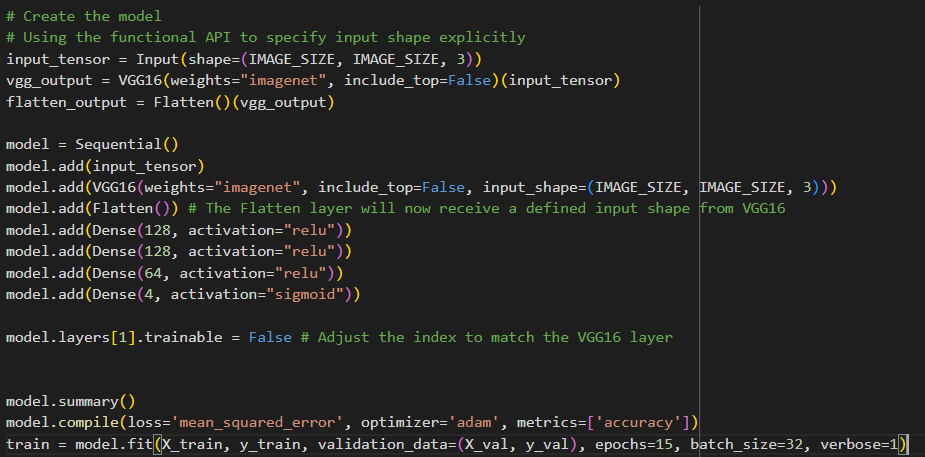 # Create the model
# Using the functional API to specify input shape explicitly
input_tensor = Input(shape=(IMAGE_SIZE, IMAGE_SIZE, 3))
vgg_output = VGG16(weights="imagenet", include_top=False)(input_tensor)
flatten_output = Flatten()(vgg_output)
model = Sequential()
model.add(input_tensor)
model.add(VGG16(weights="imagenet", include_top=False, input_shape=(IMAGE_SIZE, IMAGE_SIZE, 3)))
model.add(Flatten()) # The Flatten layer will now receive a defined input shape from VGG16
model.add(Dense(128, activation="relu"))
model.add(Dense(128, activation="relu"))
model.add(Dense(64, activation="relu"))
model.add(Dense(4, activation="sigmoid"))
model.layers[1].trainable = False # Adjust the index to match the VGG16 layer
model.summary()
model.compile(loss='mean_squared_error', optimizer='adam', metrics=['accuracy'])
train = model.fit(X_train, y_train, validation_data=(X_val, y_val), epochs=15, batch_size=32, verbose=1)